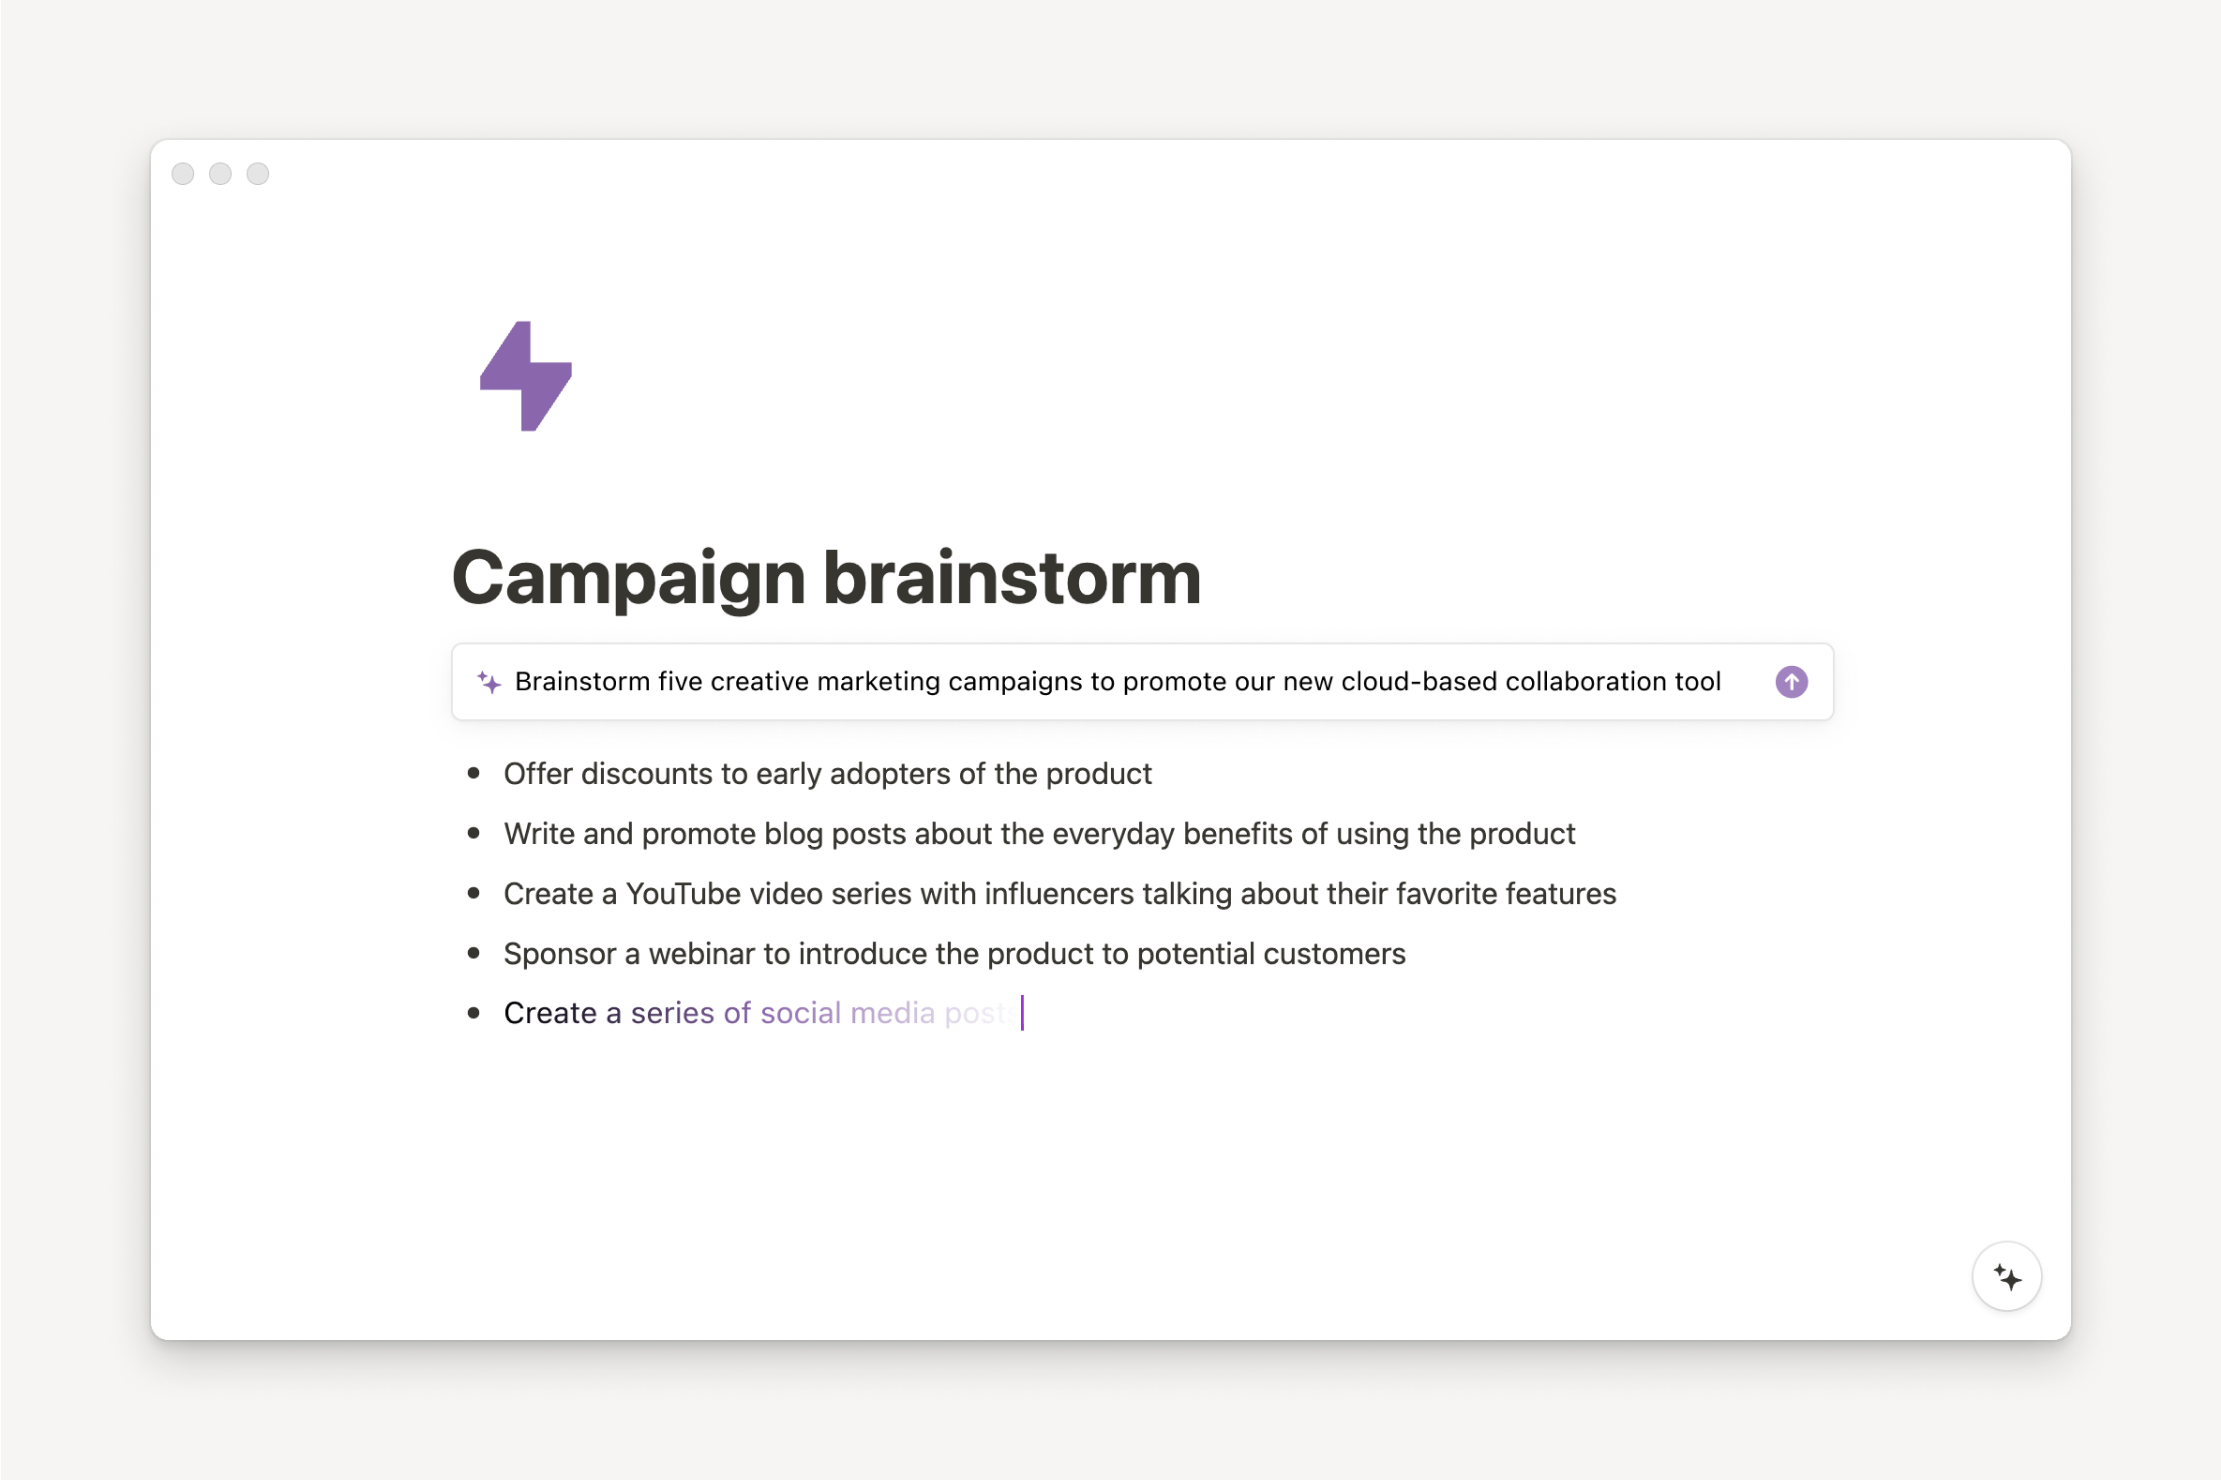 Campaign brainstorm
Brainstorm five creative marketing campaigns to promote our new cloud-based collaboration tool
• Offer discounts to early adopters of the product
• Write and promote blog posts about the everyday benefits of using the product
• Create a YouTube video series with influencers talking about their favorite features
• Sponsor a webinar to introduce the product to potential customers
• Create a series of social media posts